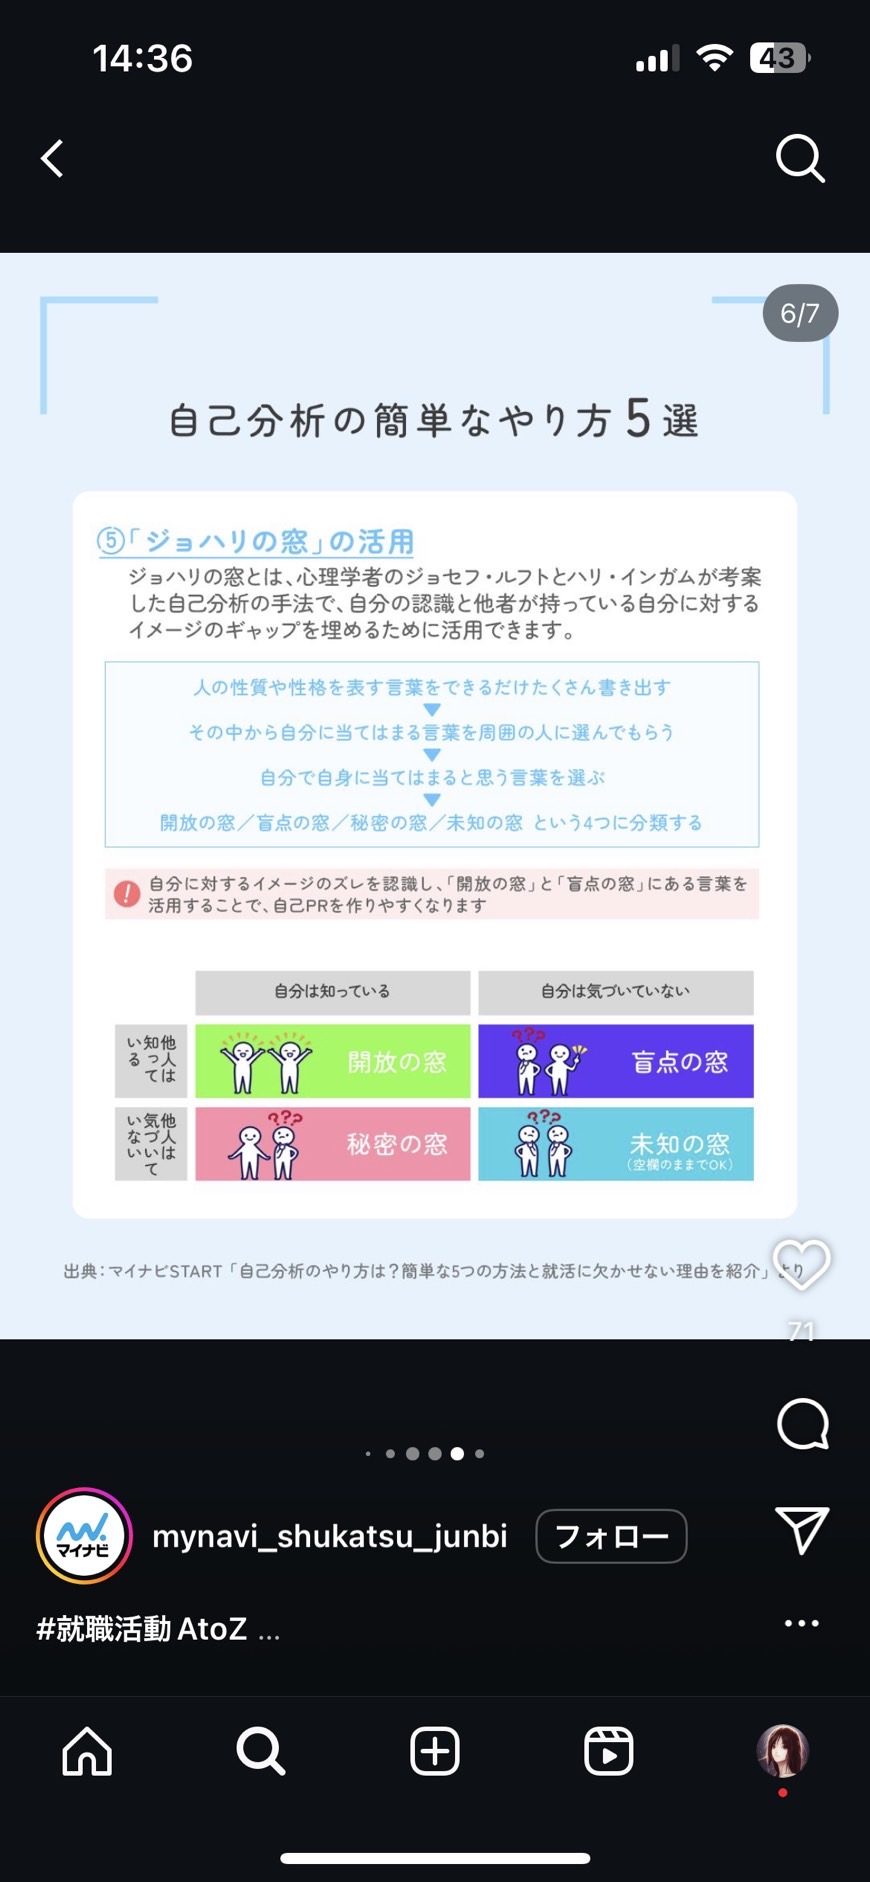 14:36
43
6/7
自己分析の簡単なやり方5選
⑤「ジョハリの窓」の活用
ジョハリの窓とは、心理学者のジョセフ・ルフトとハリ・インガムが考案
した自己分析の手法で、自分の認識と他者が持っている自分に対する
イメージのギャップを埋めるために活用できます。
人の性質や性格を表す言葉をできるだけたくさん書き出す
▼
その中から自分に当てはまる言葉を周囲の人に選んでもらう
▼
自分で自身に当てはまると思う言葉を選ぶ
▼
開放の窓／盲点の窓／秘密の窓／未知の窓 という4つに分類する
!
自分に対するイメージのズレを認識し、「開放の窓」と「盲点の窓」にある言葉を
活用することで、自己PRを作りやすくなります
自分は知っている
自分は気づいていない
他人は
知って
いる
開放の窓
???
盲点の窓
他人は
気づいて
いない
???
秘密の窓
???
未知の窓
（空欄のままでOK）
出典：マイナビSTART「自己分析のやり方は？簡単な5つの方法と就活に欠かせない理由を紹介」より
71
マイナビ
mynavi_shukatsu_junbi
フォロー
#就職活動 AtoZ ...